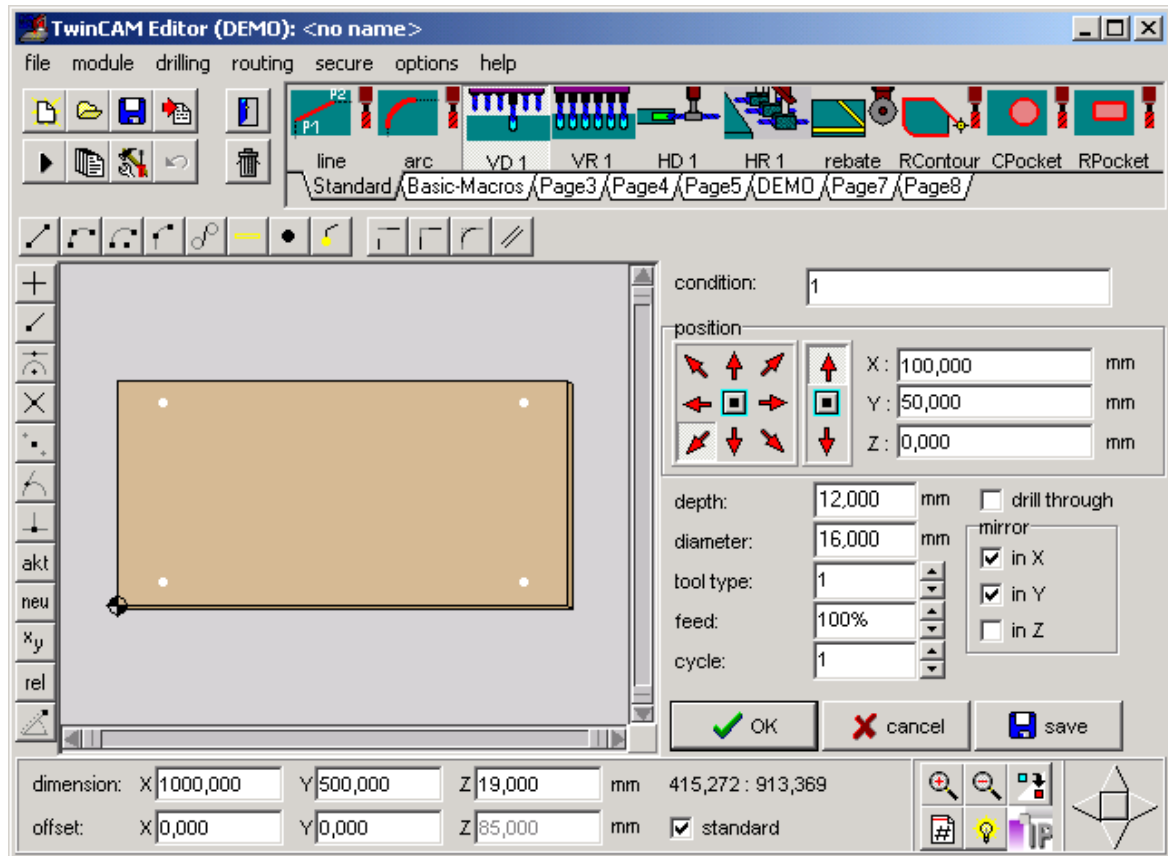 TwinCAM Editor (DEMO): <no name>
file module drilling routing secure options help
P2
P1
line arc VD 1 VR 1 HD 1 HR 1 rebate RContour CPocket RPocket
Standard Basic-Macros Page3 Page4 Page5 DEMO Page7 Page8
condition: 1
position
X : 100,000 mm
Y : 50,000 mm
Z : 0,000 mm
depth: 12,000 mm drill through
diameter: 16,000 mm mirror
in X
tool type: 1
in Y
feed: 100%
in Z
cycle: 1
akt
neu
xy
rel
OK cancel save
dimension: X 1000,000 Y 500,000 Z 19,000 mm 415,272 : 913,369
offset: X 0,000 Y 0,000 Z 85,000 mm standard
# IP